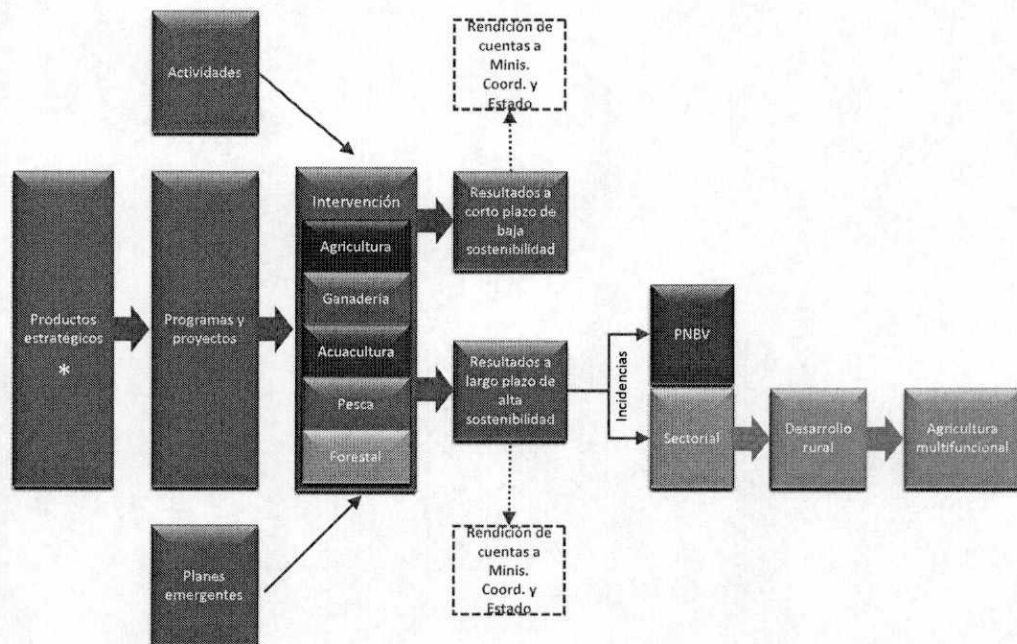 Actividades
Rendición de
cuentas a
Minis.
Coord. y
Estado
Productos
estratégicos
*
Programas y
proyectos
Intervención
Agricultura
Ganadería
Acuacultura
Pesca
Forestal
Resultados a
corto plazo de
baja
sostenibilidad
Resultados a
largo plazo de
alta
sostenibilidad
Incidencias
PNBV
Sectorial
Desarrollo
rural
Agricultura
multifuncional
Planes
emergentes
Rendición de
cuentas a
Minis.
Coord. y
Estado